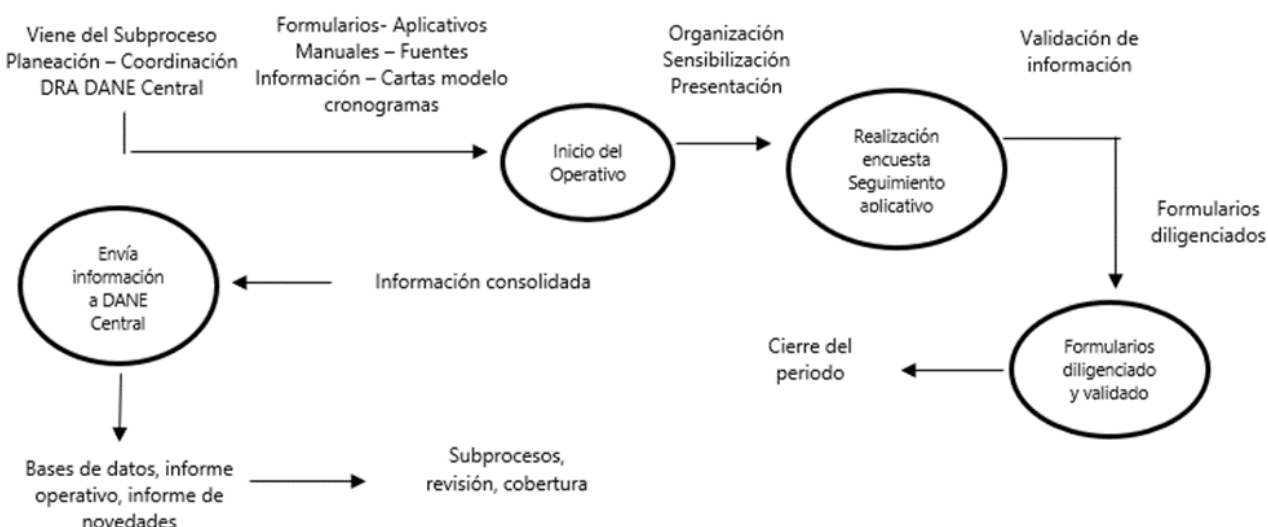 Viene del Subproceso
Planeación – Coordinación
DRA DANE Central
Formularios- Aplicativos
Manuales – Fuentes
Información – Cartas modelo
cronogramas
Inicio del
Operativo
Organización
Sensibilización
Presentación
Realización
encuesta
Seguimiento
aplicativo
Validación de
información
Formularios
diligenciados
Formularios
diligenciado
y validado
Cierre del
periodo
Información consolidada
Envía
información
a DANE
Central
Bases de datos, informe
operativo, informe de
novedades
Subprocesos,
revisión, cobertura